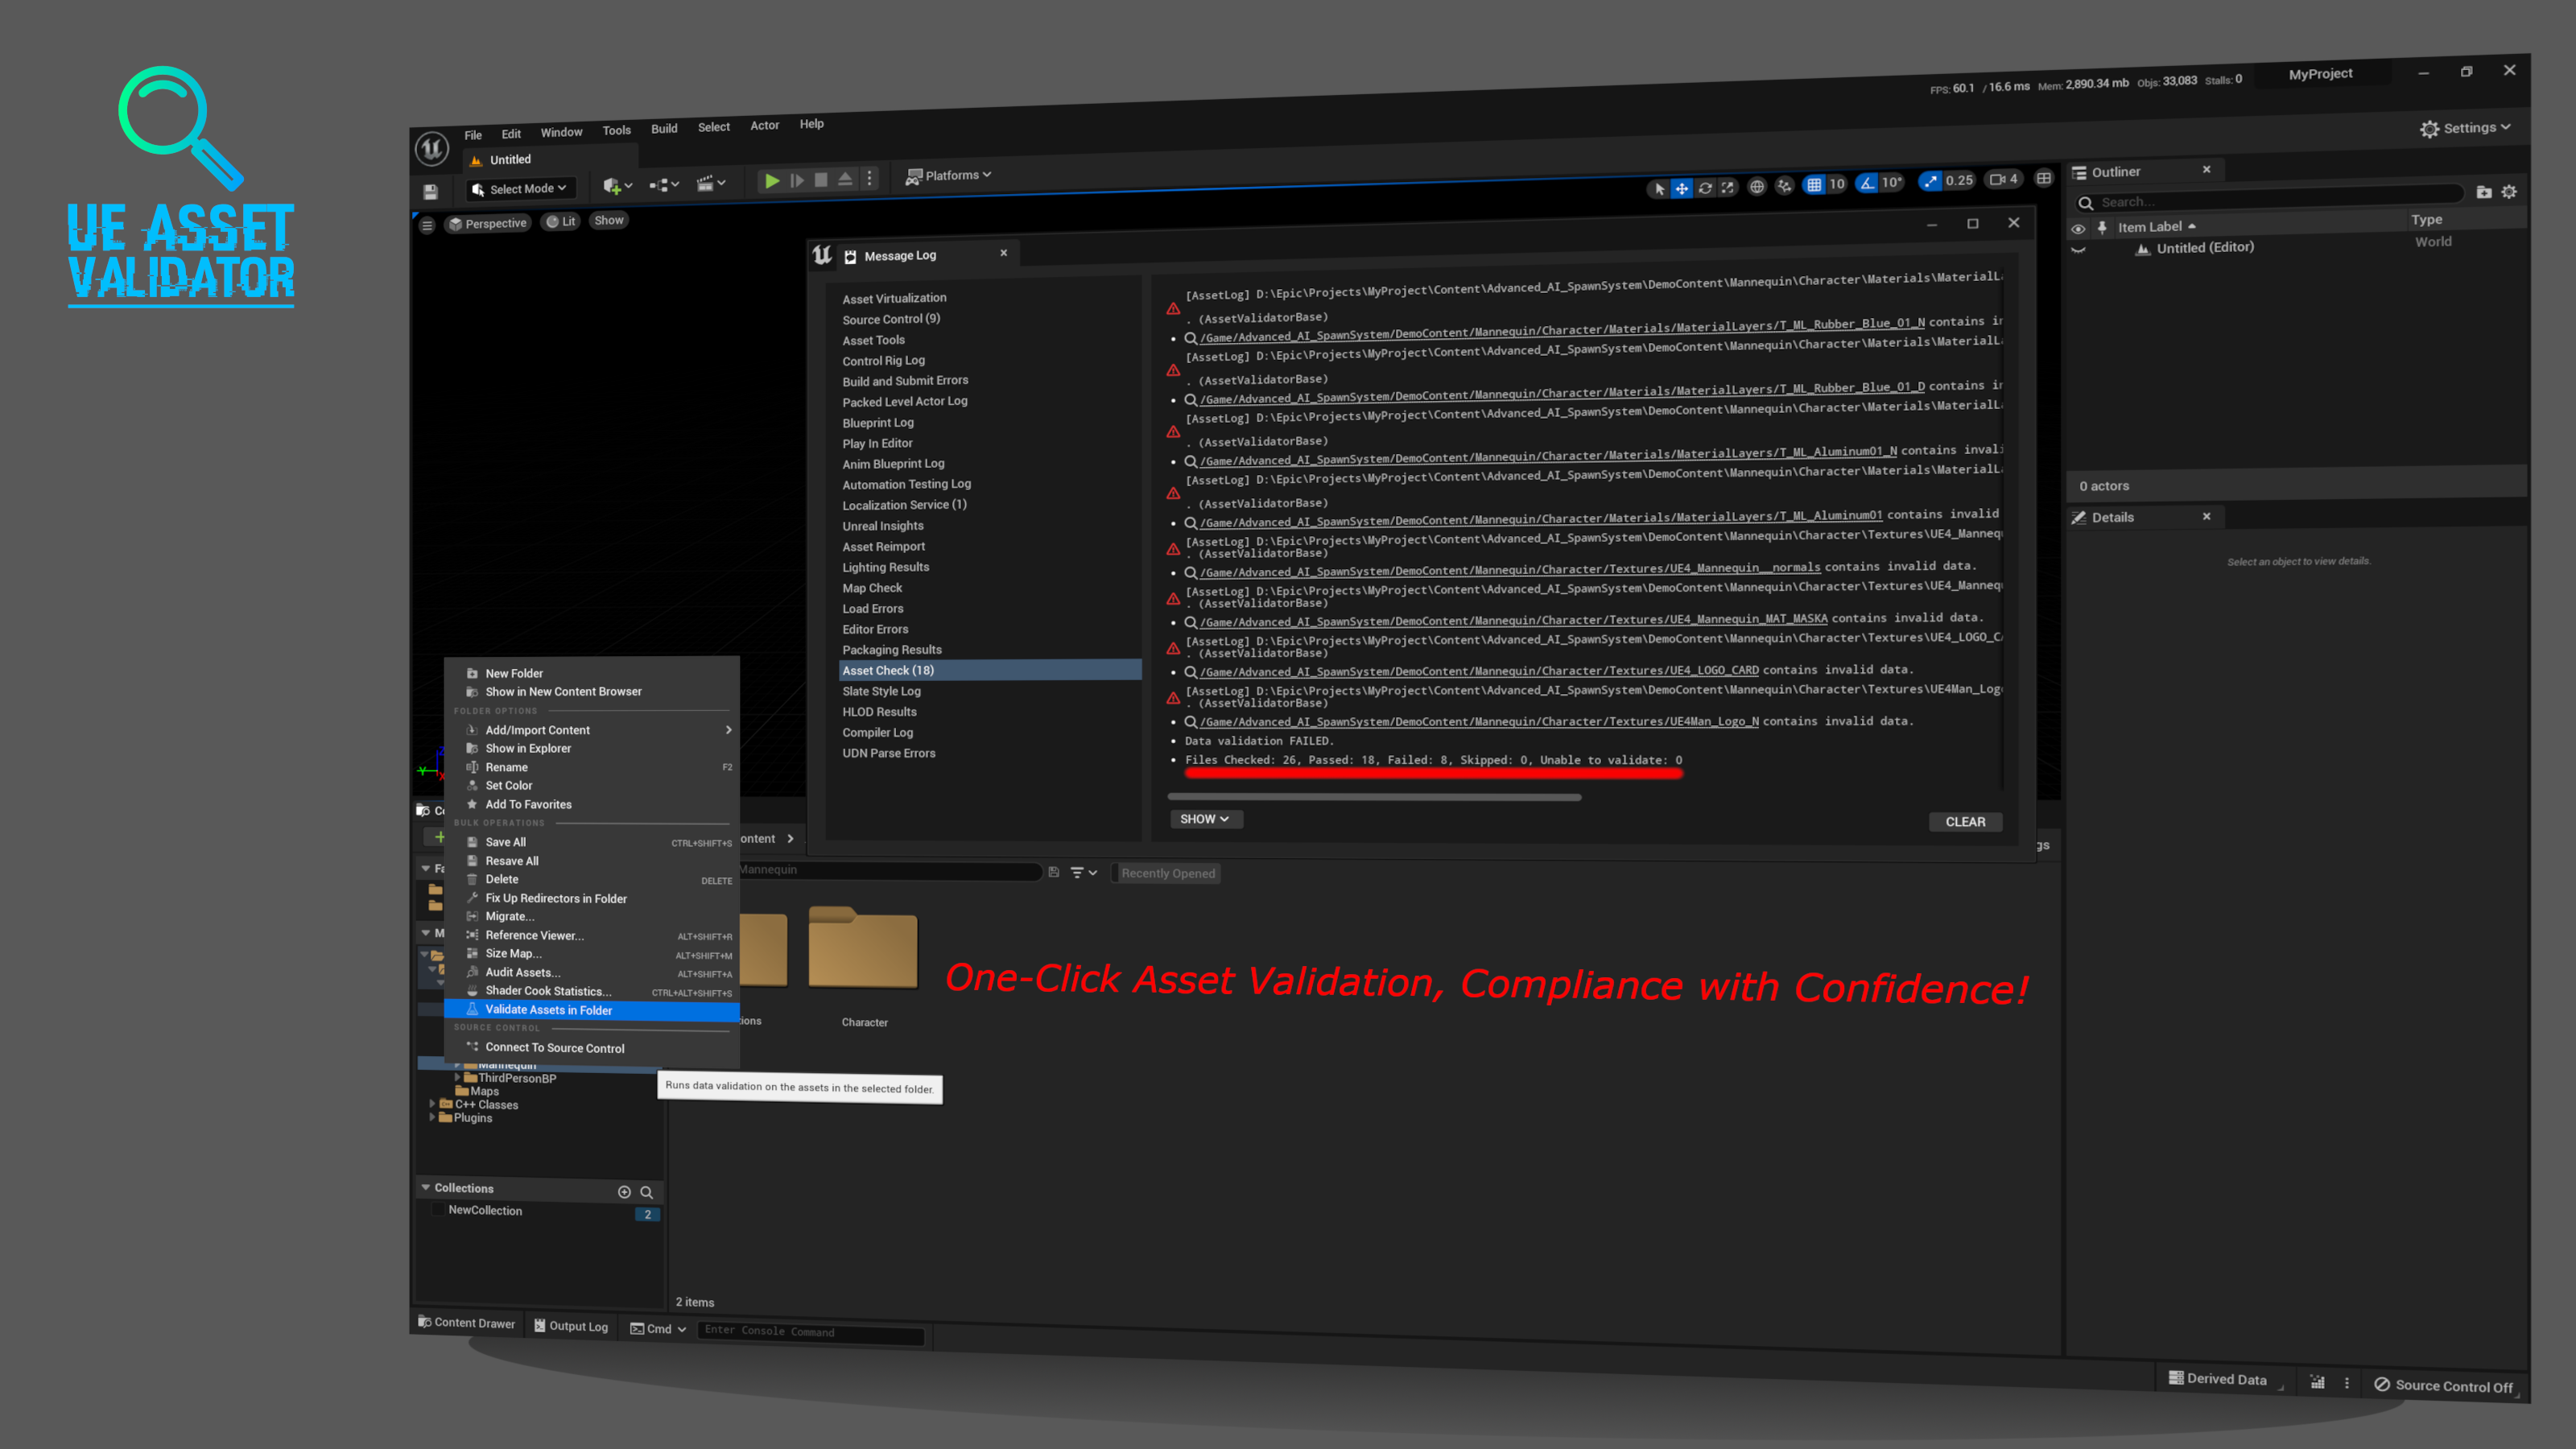 UE ASSET
VALIDATOR
FPS: 60.1 / 16.6 ms Mem: 2,890.34 mb Objs: 33,083 Stalls: 0
MyProject
File Edit Window Tools Build Select Actor Help
Untitled
Settings
Select Mode
Platforms
Perspective
Lit
Show
10
10°
0.25
4
Outliner
Search...
Item Label
Type
Untitled (Editor)
World
0 actors
Details
Select an object to view details.
Message Log
Asset Virtualization
Source Control (9)
Asset Tools
Control Rig Log
Build and Submit Errors
Packed Level Actor Log
Blueprint Log
Play In Editor
Anim Blueprint Log
Automation Testing Log
Localization Service (1)
Unreal Insights
Asset Reimport
Lighting Results
Map Check
Load Errors
Editor Errors
Packaging Results
Asset Check (18)
Slate Style Log
HLOD Results
Compiler Log
UDN Parse Errors
[AssetLog] D:\Epic\Projects\MyProject\Content\Advanced_AI_SpawnSystem\DemoContent\Mannequin\Character\Materials\MaterialL
. (AssetValidatorBase)
/Game/Advanced_AI_SpawnSystem/DemoContent/Mannequin/Character/Materials/MaterialLayers/T_ML_Rubber_Blue_01_N contains in
[AssetLog] D:\Epic\Projects\MyProject\Content\Advanced_AI_SpawnSystem\DemoContent\Mannequin\Character\Materials\MaterialL
. (AssetValidatorBase)
/Game/Advanced_AI_SpawnSystem/DemoContent/Mannequin/Character/Materials/MaterialLayers/T_ML_Rubber_Blue_01_D contains in
[AssetLog] D:\Epic\Projects\MyProject\Content\Advanced_AI_SpawnSystem\DemoContent\Mannequin\Character\Materials\MaterialL
. (AssetValidatorBase)
/Game/Advanced_AI_SpawnSystem/DemoContent/Mannequin/Character/Materials/MaterialLayers/T_ML_Aluminum01_N contains invali
[AssetLog] D:\Epic\Projects\MyProject\Content\Advanced_AI_SpawnSystem\DemoContent\Mannequin\Character\Materials\MaterialL
. (AssetValidatorBase)
/Game/Advanced_AI_SpawnSystem/DemoContent/Mannequin/Character/Materials/MaterialLayers/T_ML_Aluminum01 contains invalid
[AssetLog] D:\Epic\Projects\MyProject\Content\Advanced_AI_SpawnSystem\DemoContent\Mannequin\Character\Textures\UE4_Mannequ
. (AssetValidatorBase)
/Game/Advanced_AI_SpawnSystem/DemoContent/Mannequin/Character/Textures/UE4_Mannequin__normals contains invalid data.
[AssetLog] D:\Epic\Projects\MyProject\Content\Advanced_AI_SpawnSystem\DemoContent\Mannequin\Character\Textures\UE4_Mannequ
. (AssetValidatorBase)
/Game/Advanced_AI_SpawnSystem/DemoContent/Mannequin/Character/Textures/UE4_Mannequin_MAT_MASKA contains invalid data.
[AssetLog] D:\Epic\Projects\MyProject\Content\Advanced_AI_SpawnSystem\DemoContent\Mannequin\Character\Textures\UE4_LOGO_CA
. (AssetValidatorBase)
/Game/Advanced_AI_SpawnSystem/DemoContent/Mannequin/Character/Textures/UE4_LOGO_CARD contains invalid data.
[AssetLog] D:\Epic\Projects\MyProject\Content\Advanced_AI_SpawnSystem\DemoContent\Mannequin\Character\Textures\UE4Man_Log
. (AssetValidatorBase)
/Game/Advanced_AI_SpawnSystem/DemoContent/Mannequin/Character/Textures/UE4Man_Logo_N contains invalid data.
Data validation FAILED.
Files Checked: 26, Passed: 18, Failed: 8, Skipped: 0, Unable to validate: 0
SHOW
CLEAR
New Folder
Show in New Content Browser
FOLDER OPTIONS
Add/Import Content
Show in Explorer
Rename F2
Set Color
Add To Favorites
BULK OPERATIONS
Save All CTRL+SHIFT+S
Resave All
Delete DELETE
Fix Up Redirectors in Folder
Migrate...
Reference Viewer... ALT+SHIFT+R
Size Map... ALT+SHIFT+M
Audit Assets... ALT+SHIFT+A
Shader Cook Statistics... CTRL+ALT+SHIFT+S
Validate Assets in Folder
SOURCE CONTROL
Connect To Source Control
Runs data validation on the assets in the selected folder.
ontent
gs
Mannequin
Recently Opened
ions
Character
One-Click Asset Validation, Compliance with Confidence!
Mannequin
ThirdPersonBP
Maps
C++ Classes
Plugins
Collections
NewCollection
2
2 items
Content Drawer
Output Log
Cmd
Enter Console Command
Derived Data
Source Control Off